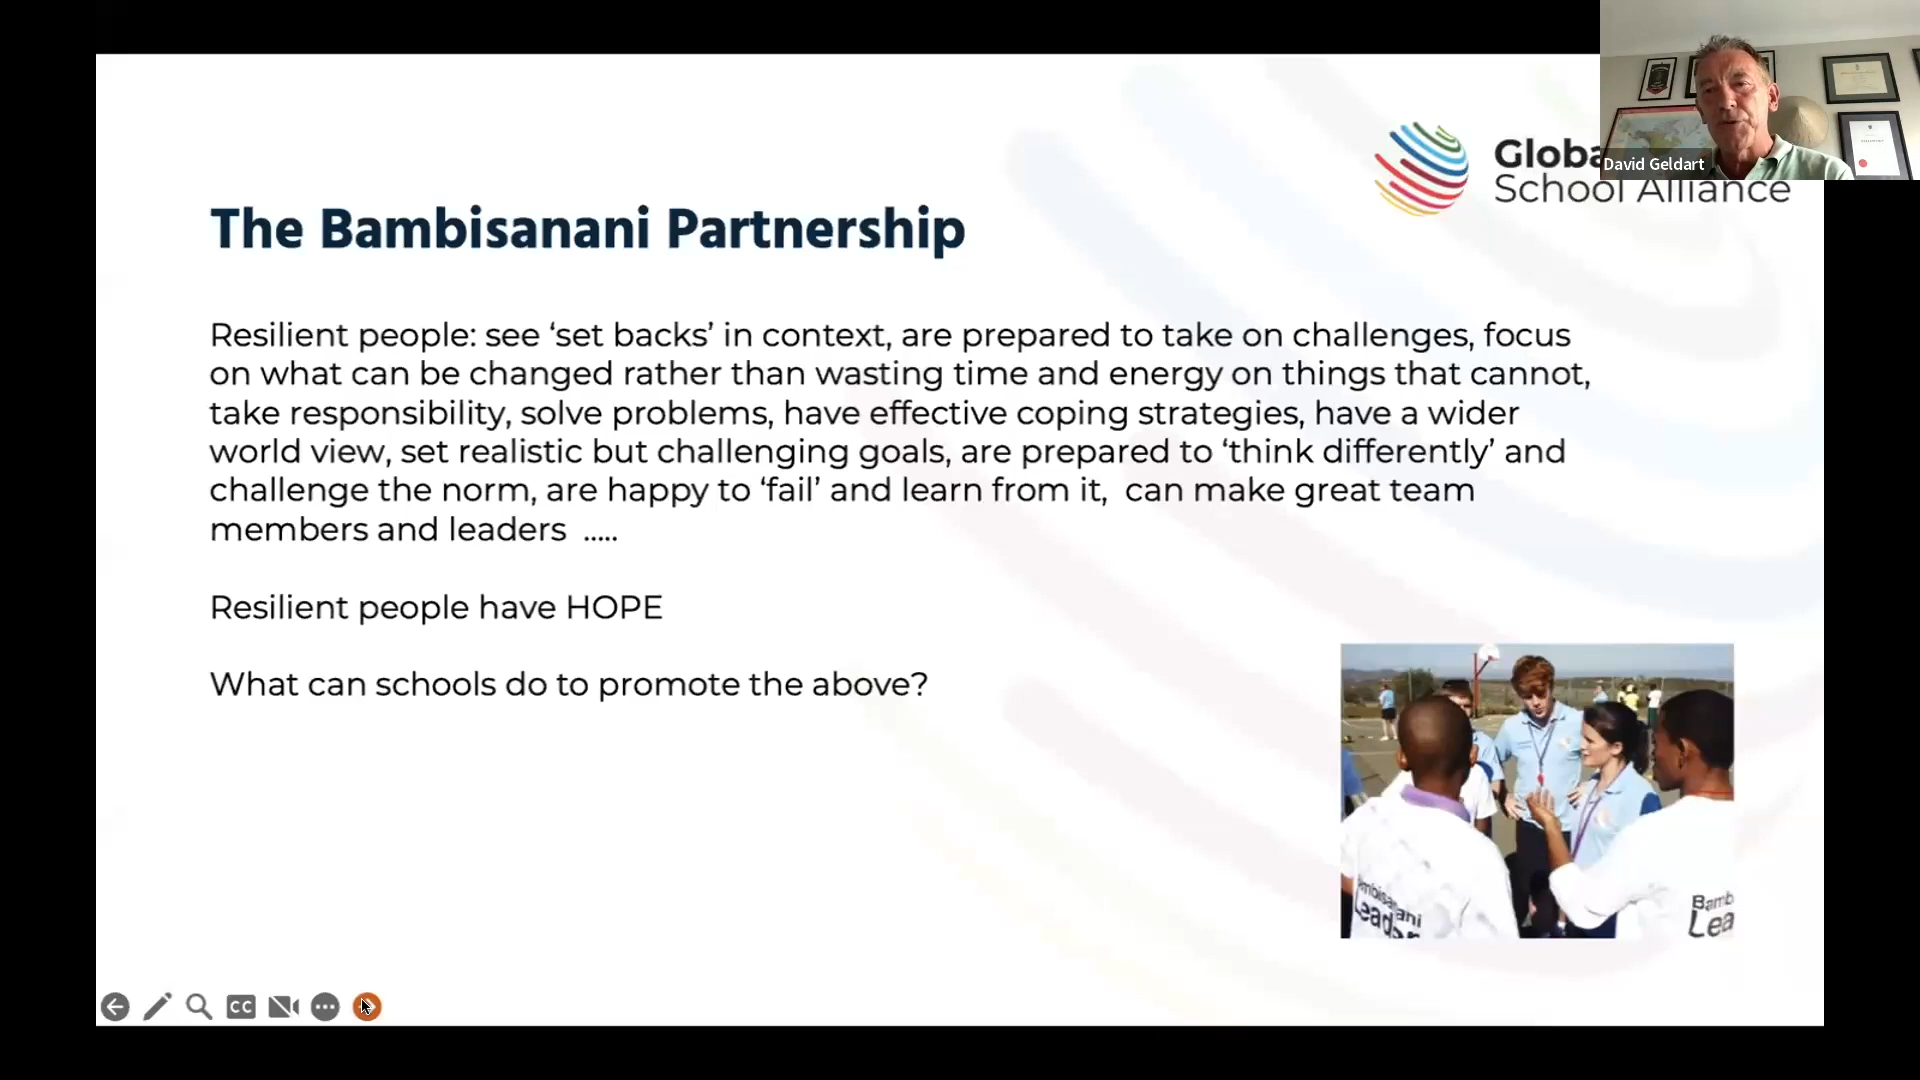 Global
School Alliance
David Geldart
The Bambisanani Partnership
Resilient people: see ‘set backs’ in context, are prepared to take on challenges, focus
on what can be changed rather than wasting time and energy on things that cannot,
take responsibility, solve problems, have effective coping strategies, have a wider
world view, set realistic but challenging goals, are prepared to ‘think differently’ and
challenge the norm, are happy to ‘fail’ and learn from it,  can make great team
members and leaders  .....
Resilient people have HOPE
What can schools do to promote the above?
Bamb
Lea
CC